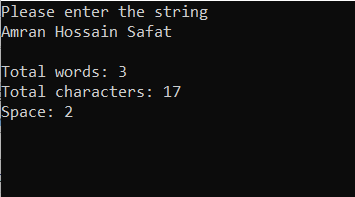 Please enter the string
Amran Hossain Safat
Total words: 3
Total characters: 17
Space: 2